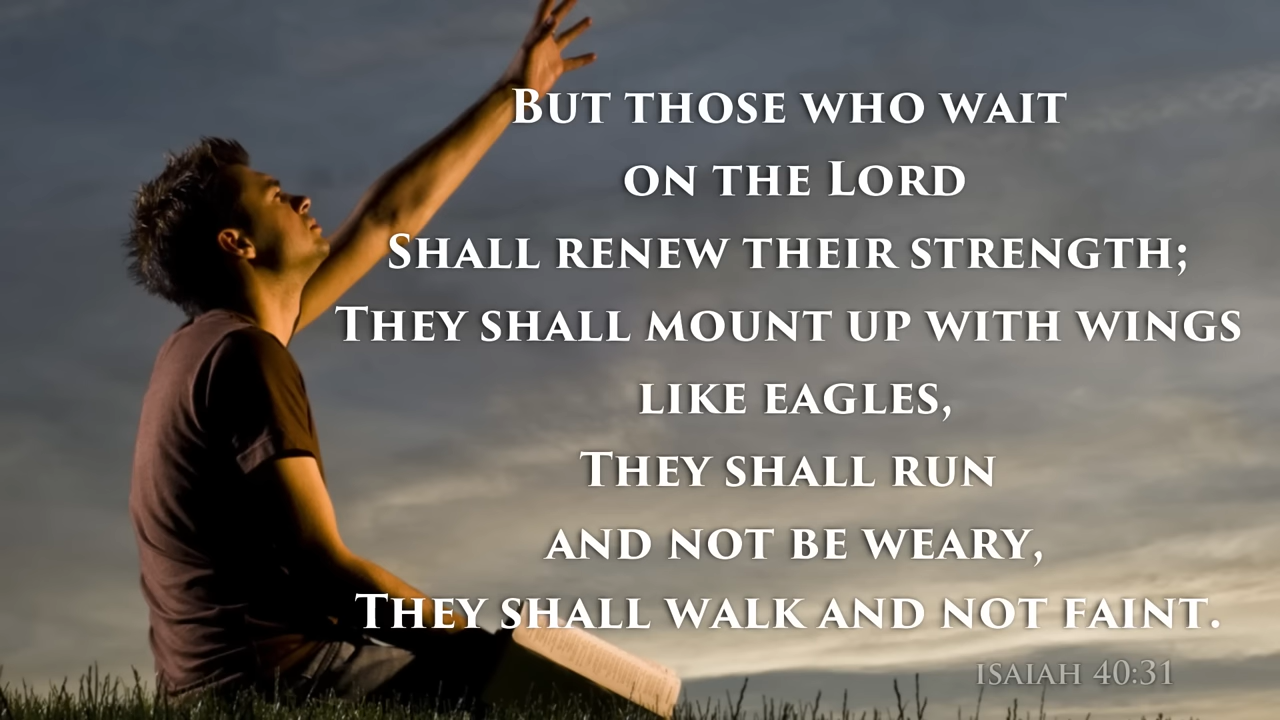 But those who wait
on the Lord
Shall renew their strength;
They shall mount up with wings
like eagles,
They shall run
and not be weary,
They shall walk and not faint.
Isaiah 40:31